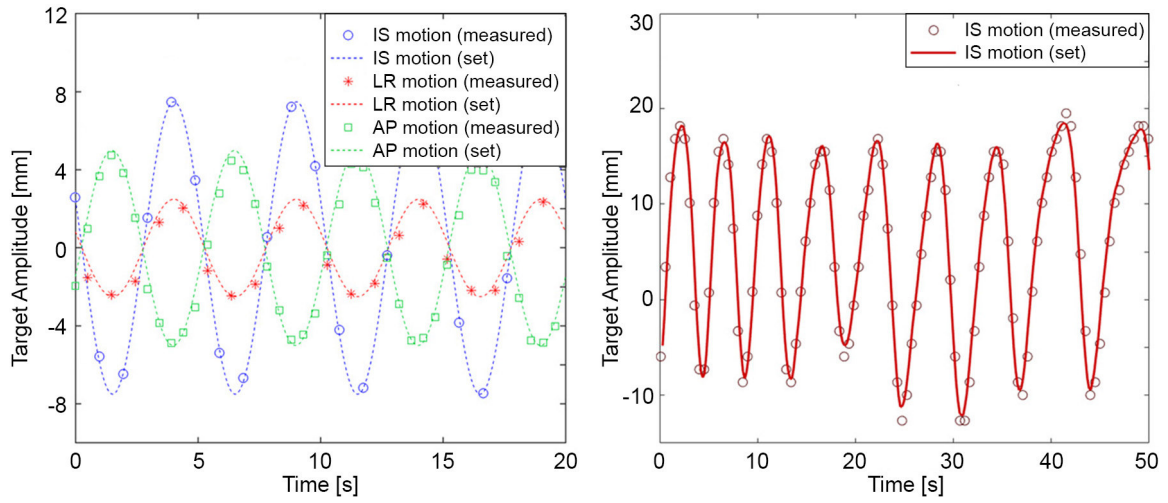 12
8
4
0
-4
-8
Target Amplitude [mm]
0 5 10 15 20
Time [s]
IS motion (measured)
IS motion (set)
LR motion (measured)
LR motion (set)
AP motion (measured)
AP motion (set)
30
20
10
0
-10
Target Amplitude [mm]
0 10 20 30 40 50
Time [s]
IS motion (measured)
IS motion (set)